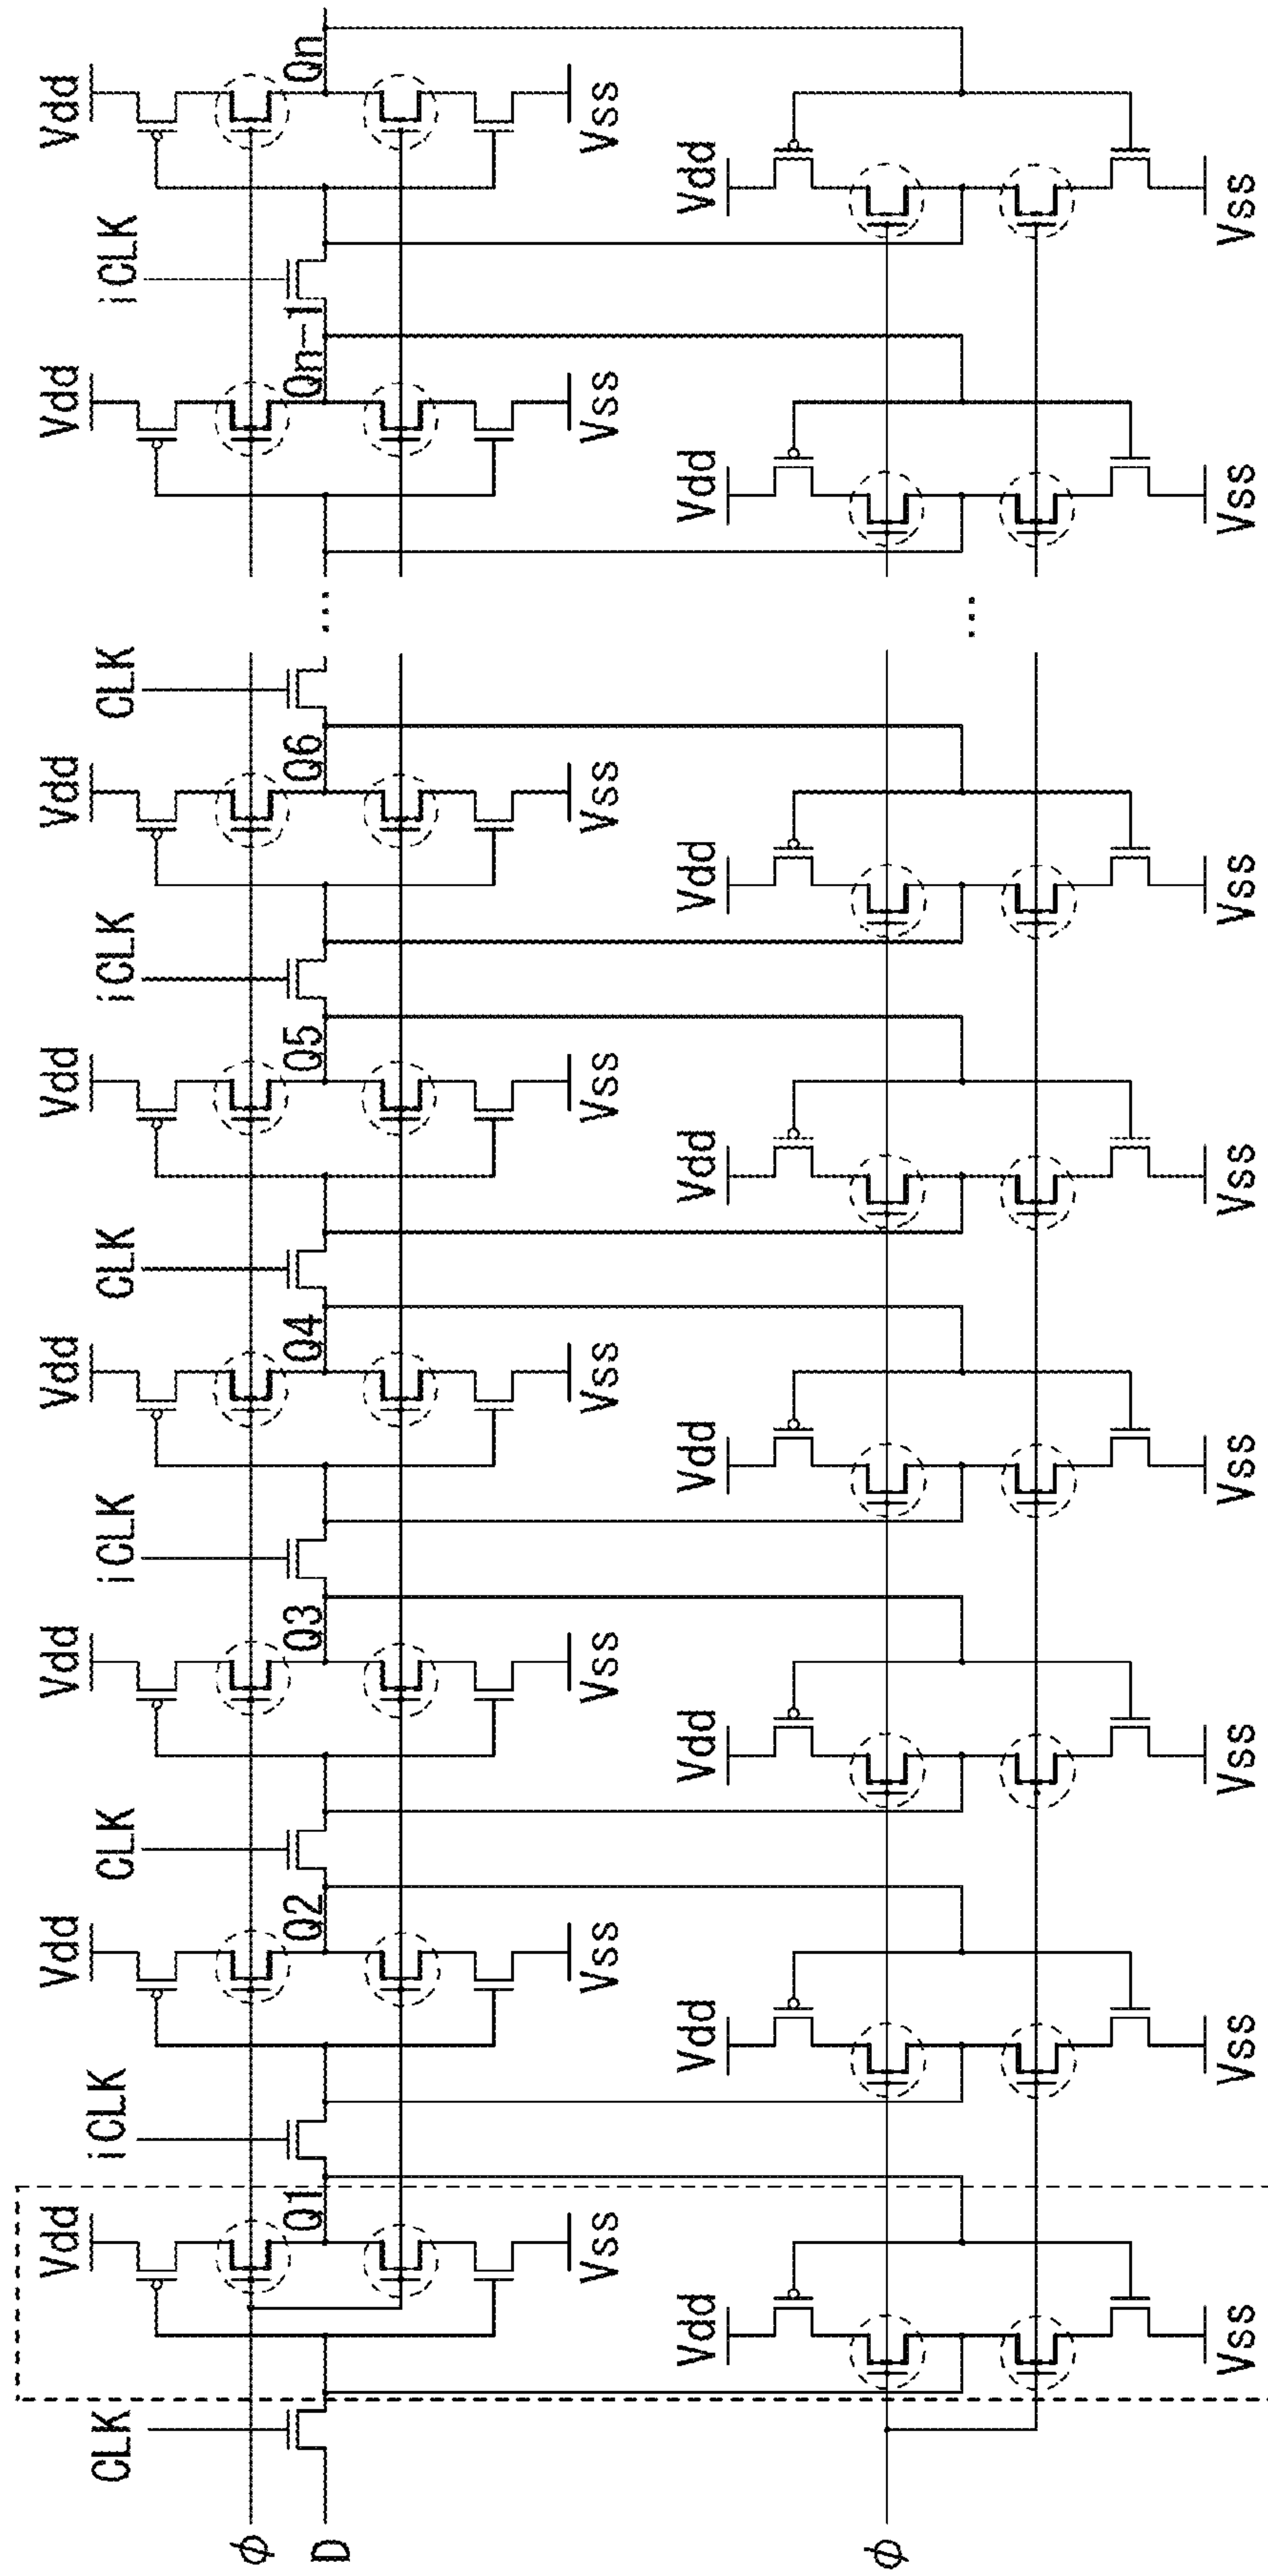 Vdd Vdd Vdd Vdd Vdd Vdd Vdd Vdd
CLK iCLK CLK iCLK CLK iCLK CLK iCLK
φ
Q1 Q2 Q3 Q4 Q5 Q6 Qn-1 Qn
D ...
Vss Vss Vss Vss Vss Vss Vss Vss
Vdd Vdd Vdd Vdd Vdd Vdd Vdd Vdd
φ
...
Vss Vss Vss Vss Vss Vss Vss Vss